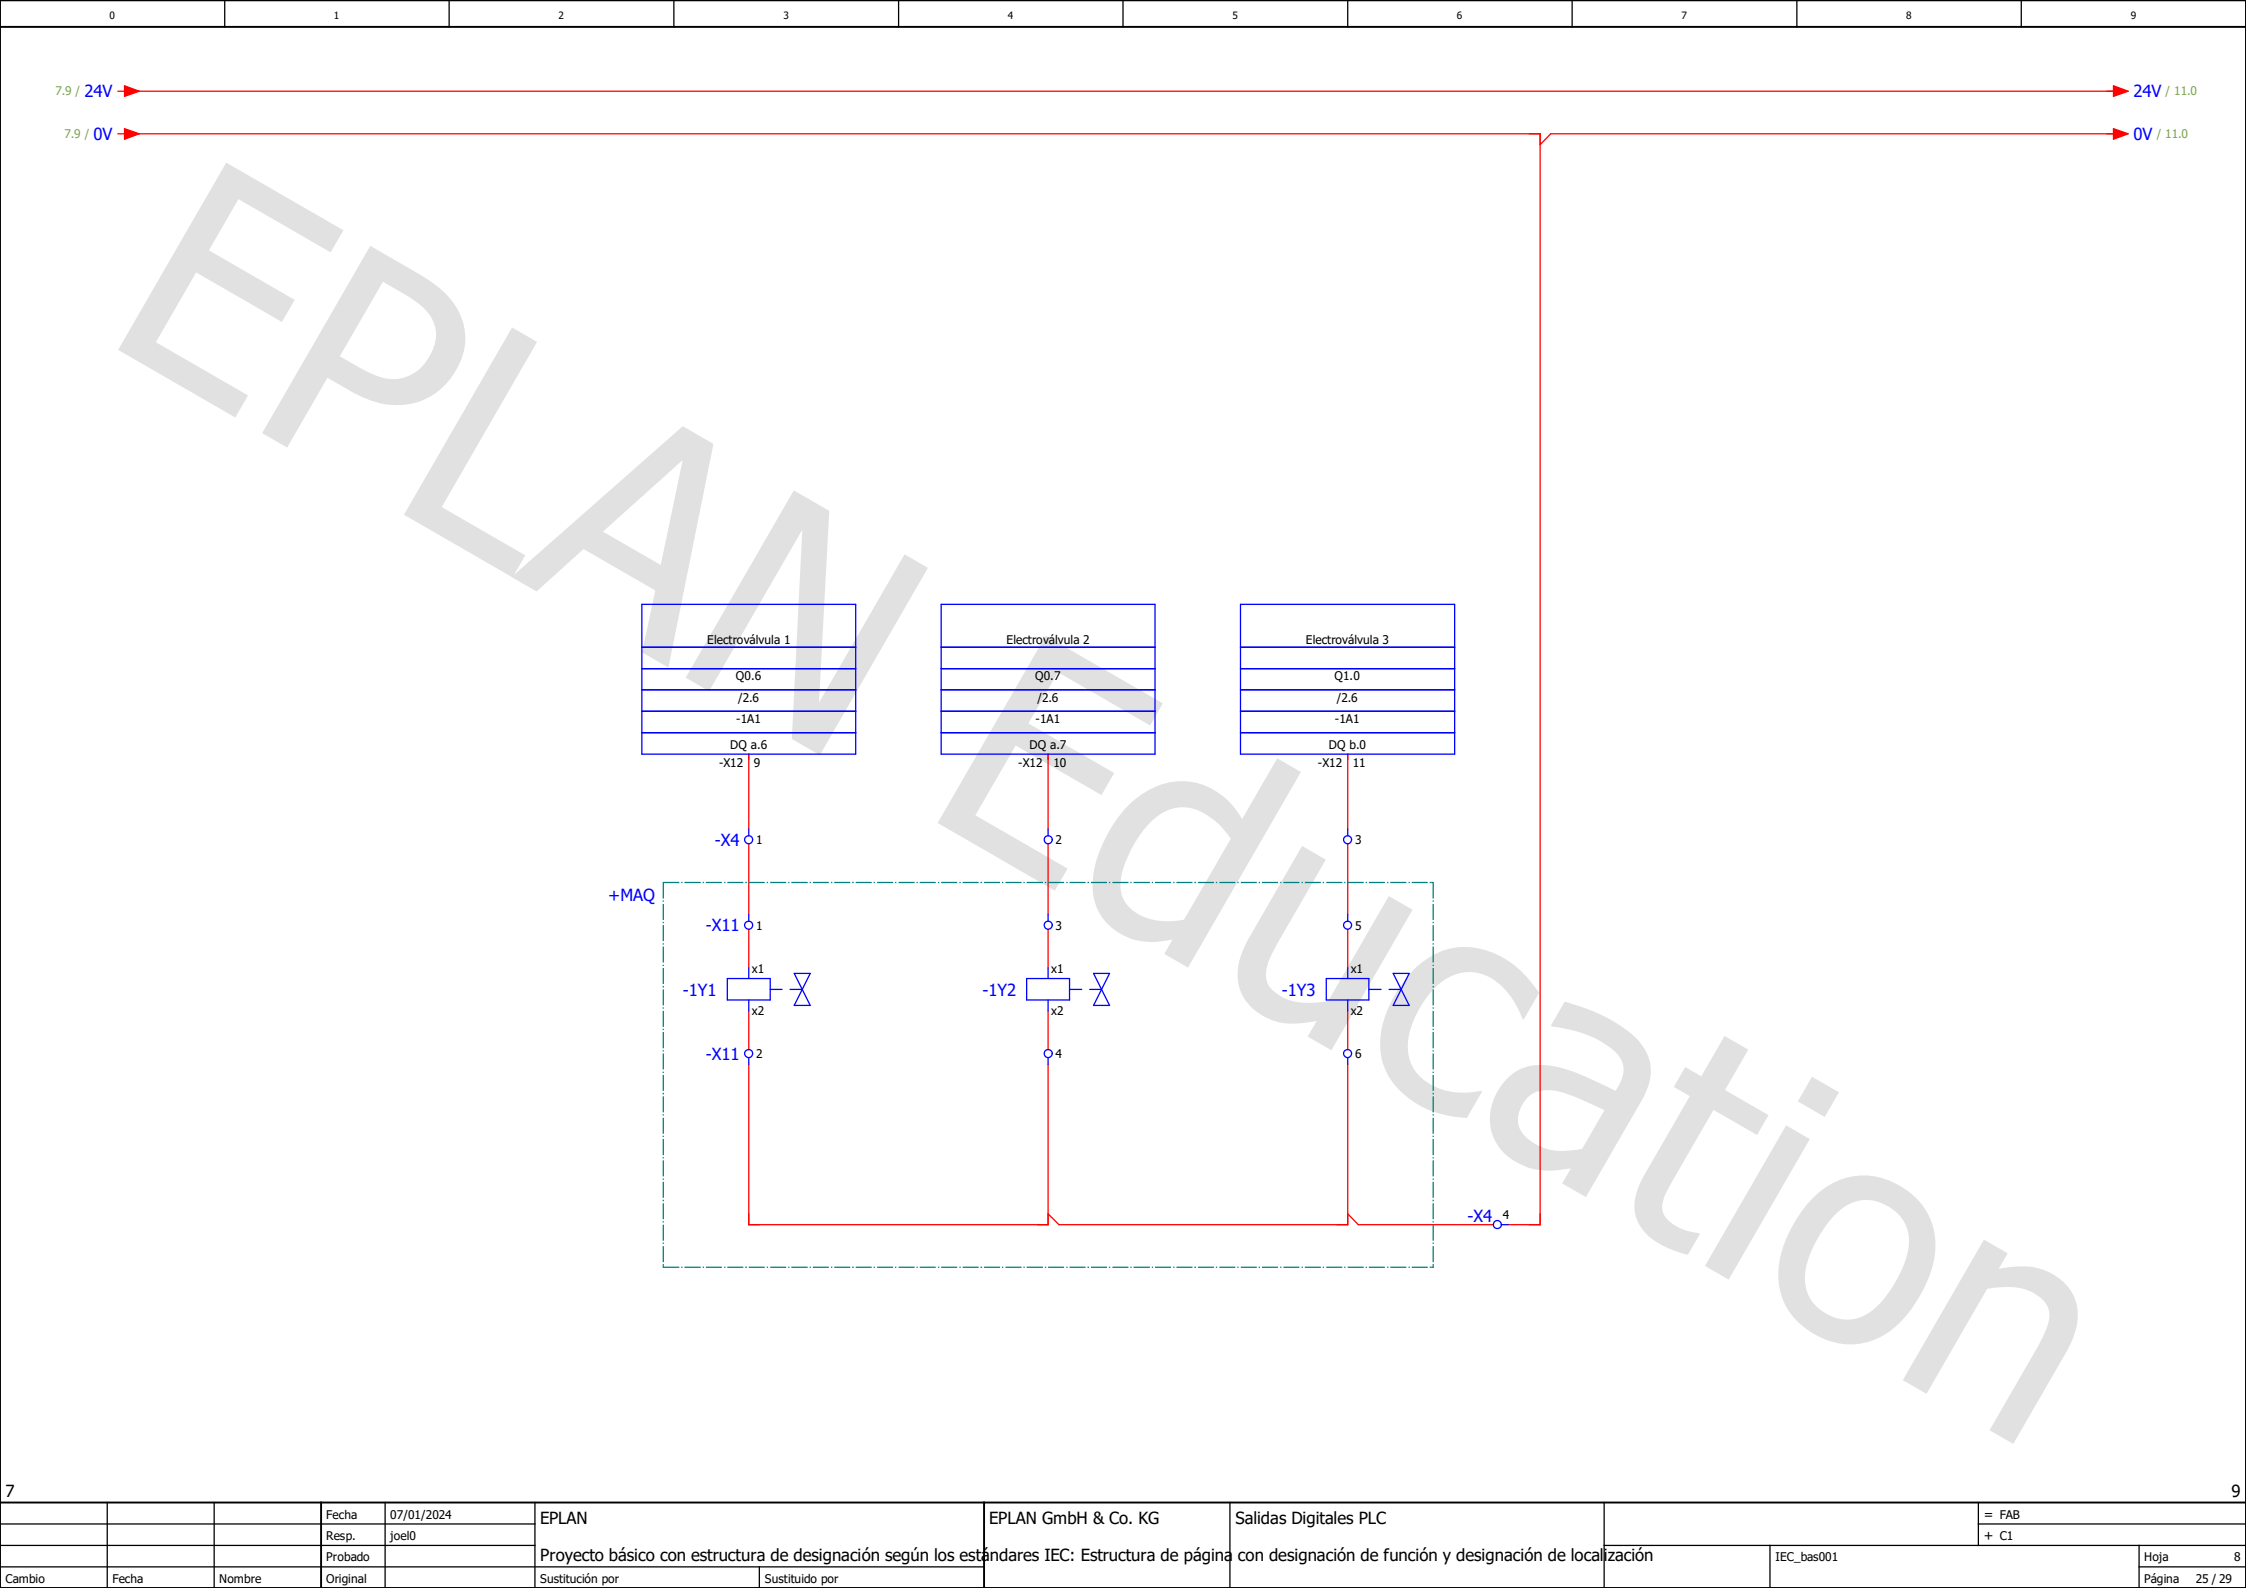 0 1 2 3 4 5 6 7 8 9
7.9 / 24V 24V / 11.0
7.9 / 0V 0V / 11.0
EPLAN Education
Electroválvula 1 Electroválvula 2 Electroválvula 3
Q0.6 Q0.7 Q1.0
/2.6 /2.6 /2.6
-1A1 -1A1 -1A1
DQ a.6 DQ a.7 DQ b.0
-X12 9 -X12 10 -X12 11
-X4 1 2 3
+MAQ
-X11 1 3 5
x1 x1 x1
-1Y1 -1Y2 -1Y3
x2 x2 x2
-X11 2 4 6
-X4 4
7 9
Fecha 07/01/2024 EPLAN EPLAN GmbH & Co. KG Salidas Digitales PLC = FAB
Resp. joel0 + C1
Probado Proyecto básico con estructura de designación según los estándares IEC: Estructura de página con designación de función y designación de localización IEC_bas001 Hoja 8
Cambio Fecha Nombre Original Sustitución por Sustituido por Página 25 / 29